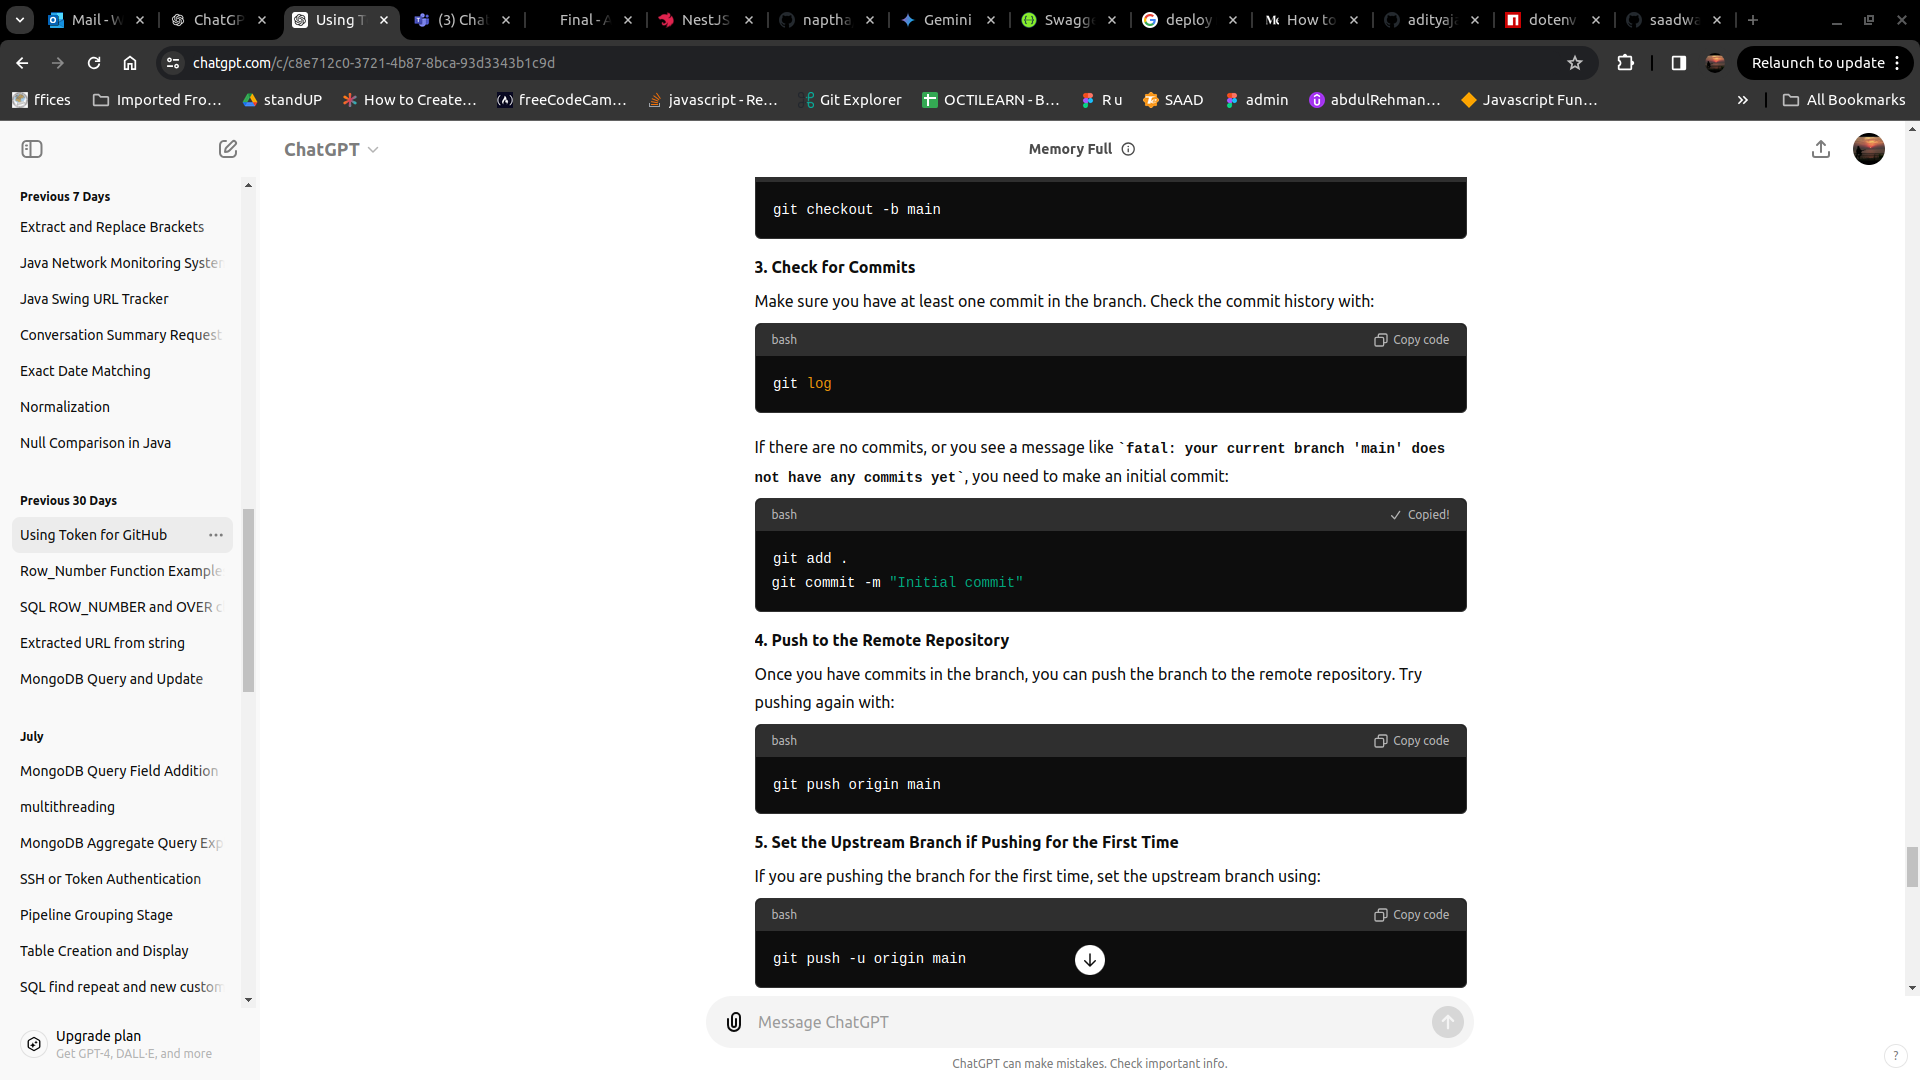 Mail - W
ChatGP
Using T
(3) Chat
Final - A
NestJS
naptha
Gemini
Swagge
deploy
How to
adityaja
dotenv
saadwa
chatgpt.com/c/c8e712c0-3721-4b87-8bca-93d3343b1c9d
Relaunch to update
ffices
Imported Fro...
standUP
How to Create...
freeCodeCam...
javascript - Re...
Git Explorer
OCTILEARN - B...
R u
SAAD
admin
abdulRehman...
Javascript Fun...
All Bookmarks
ChatGPT
Memory Full
Previous 7 Days
Extract and Replace Brackets
Java Network Monitoring System
Java Swing URL Tracker
Conversation Summary Request
Exact Date Matching
Normalization
Null Comparison in Java
Previous 30 Days
Using Token for GitHub
Row_Number Function Example
SQL ROW_NUMBER and OVER c
Extracted URL from string
MongoDB Query and Update
July
MongoDB Query Field Addition
multithreading
MongoDB Aggregate Query Exp
SSH or Token Authentication
Pipeline Grouping Stage
Table Creation and Display
SQL find repeat and new custom
Upgrade plan
Get GPT-4, DALL·E, and more
git checkout -b main
3. Check for Commits
Make sure you have at least one commit in the branch. Check the commit history with:
bash
Copy code
git log
If there are no commits, or you see a message like `fatal: your current branch 'main' does
not have any commits yet`, you need to make an initial commit:
bash
Copied!
git add .
git commit -m "Initial commit"
4. Push to the Remote Repository
Once you have commits in the branch, you can push the branch to the remote repository. Try
pushing again with:
bash
Copy code
git push origin main
5. Set the Upstream Branch if Pushing for the First Time
If you are pushing the branch for the first time, set the upstream branch using:
bash
Copy code
git push -u origin main
Message ChatGPT
ChatGPT can make mistakes. Check important info.
?